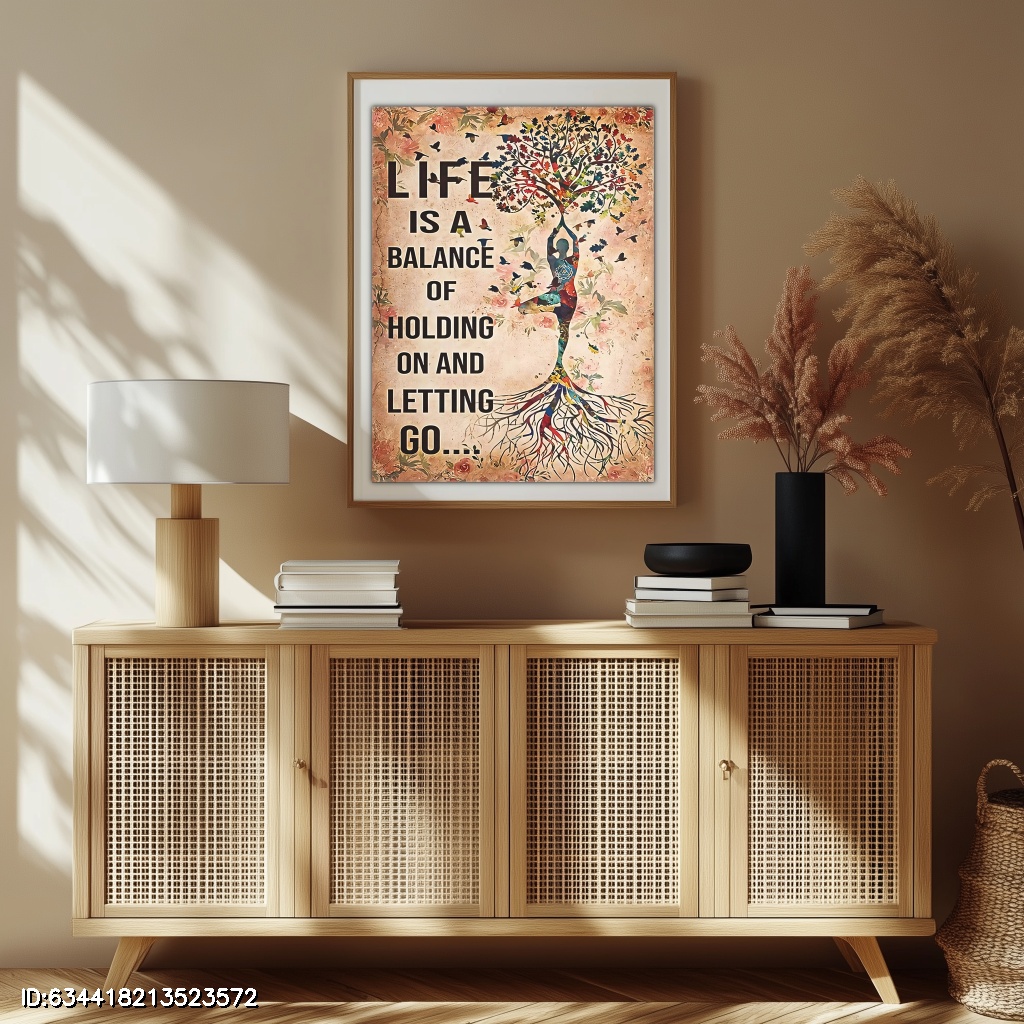 LIFE
IS A
BALANCE
OF
HOLDING
ON AND
LETTING
GO....
ID:634418213523572